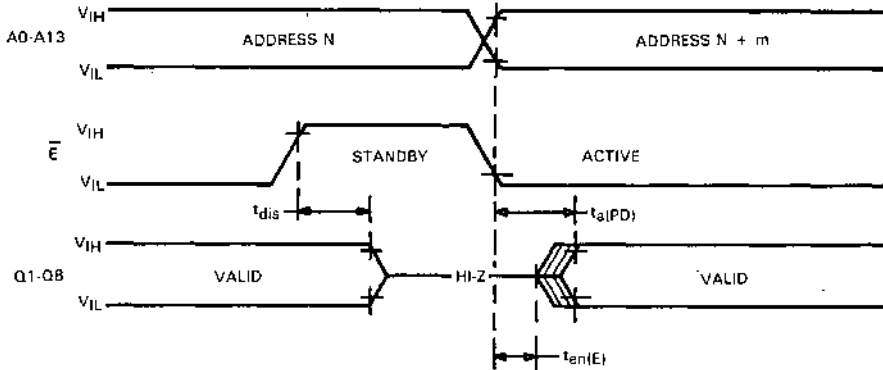 VIH
A0-A13
ADDRESS N
ADDRESS N + m
VIL
VIH
E
STANDBY
ACTIVE
VIL
tdis
ta(PD)
VIH
Q1-Q8
VALID
HI-Z
VALID
VIL
ten(E)